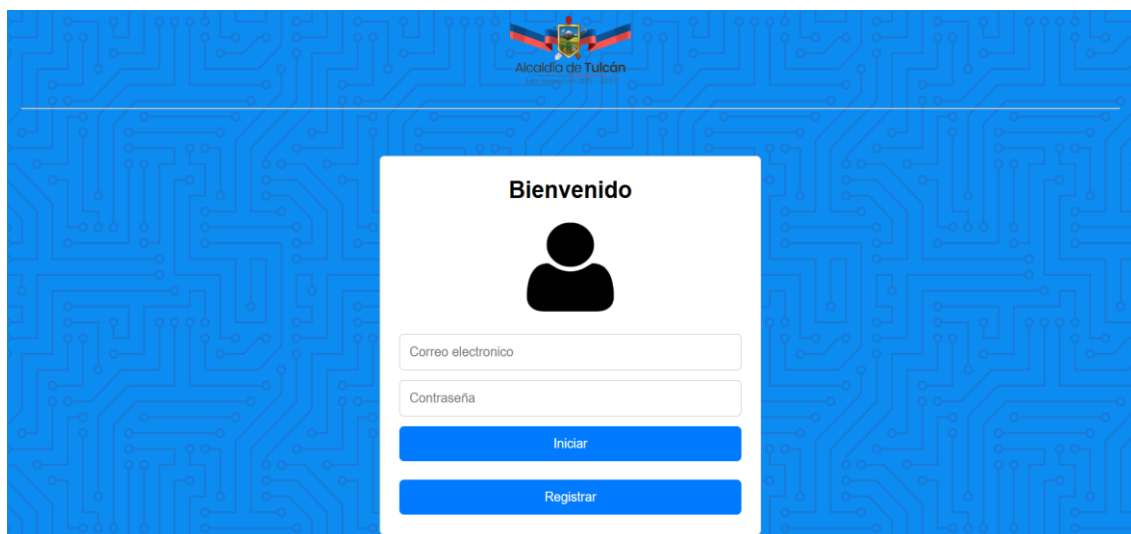 Alcaldía de Tulcán
Bienvenido
Correo electronico
Contraseña
Iniciar
Registrar